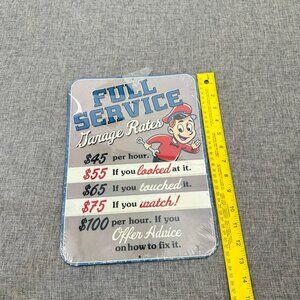 FULL
SERVICE
Garage Rates
$45 per hour.
$55 If you looked at it.
$65 If you touched it.
$75 If you watch!
$100 per hour. If you
Offer Advice
on how to fix it.